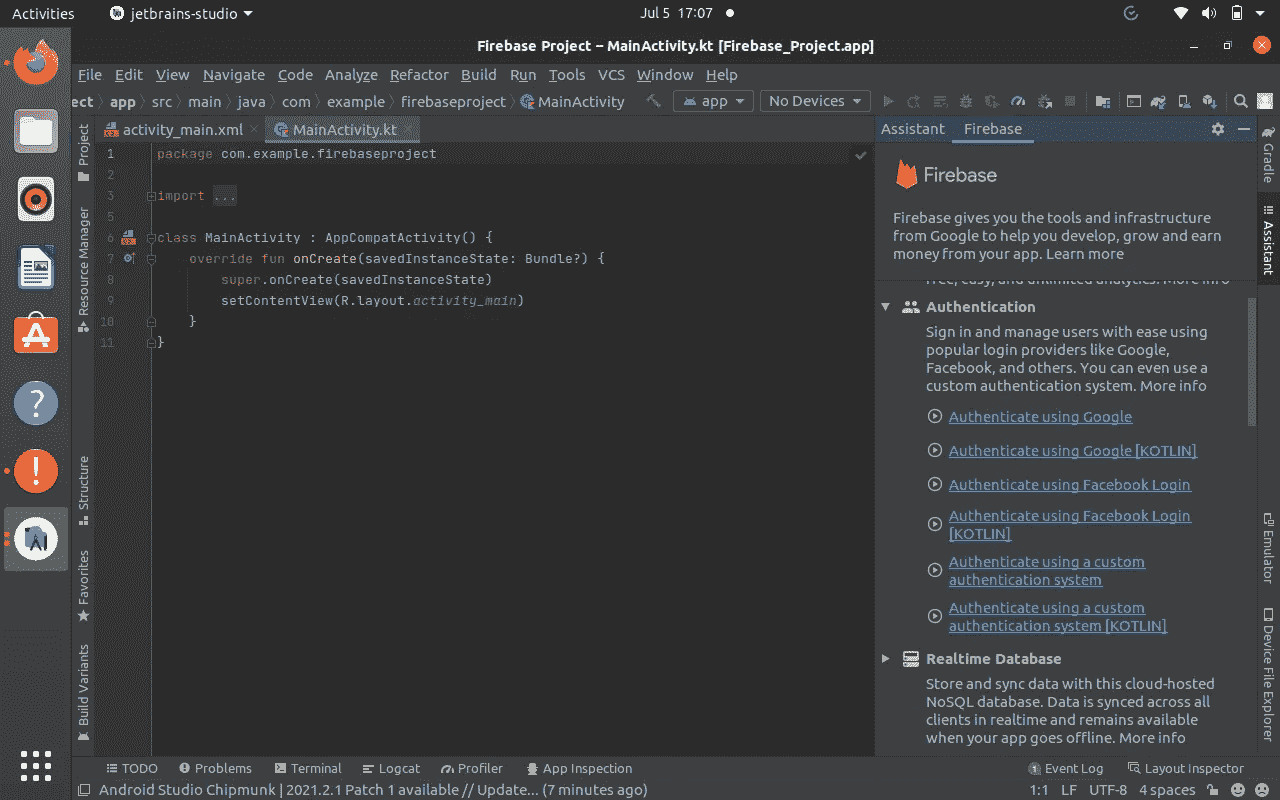 Activities jetbrains-studio Jul 5 17:07
Firebase Project – MainActivity.kt [Firebase_Project.app]
File Edit View Navigate Code Analyze Refactor Build Run Tools VCS Window Help
ect app src main java com example firebaseproject MainActivity app No Devices
Project
Resource Manager
Structure
Favorites
Build Variants
activity_main.xml MainActivity.kt
1 package com.example.firebaseproject
2
3 import ...
5
6 class MainActivity : AppCompatActivity() {
7 override fun onCreate(savedInstanceState: Bundle?) {
8 super.onCreate(savedInstanceState)
9 setContentView(R.layout.activity_main)
10 }
11 }
Assistant Firebase
Firebase
Firebase gives you the tools and infrastructure
from Google to help you develop, grow and earn
money from your app. Learn more
free, easy, and unlimited analytics. More info
Authentication
Sign in and manage users with ease using
popular login providers like Google,
Facebook, and others. You can even use a
custom authentication system. More info
Authenticate using Google
Authenticate using Google [KOTLIN]
Authenticate using Facebook Login
Authenticate using Facebook Login
[KOTLIN]
Authenticate using a custom
authentication system
Authenticate using a custom
authentication system [KOTLIN]
Realtime Database
Store and sync data with this cloud-hosted
NoSQL database. Data is synced across all
clients in realtime and remains available
when your app goes offline. More info
Gradle
Assistant
Emulator
Device File Explorer
TODO Problems Terminal Logcat Profiler App Inspection 1 Event Log Layout Inspector
Android Studio Chipmunk | 2021.2.1 Patch 1 available // Update... (7 minutes ago) 1:1 LF UTF-8 4 spaces